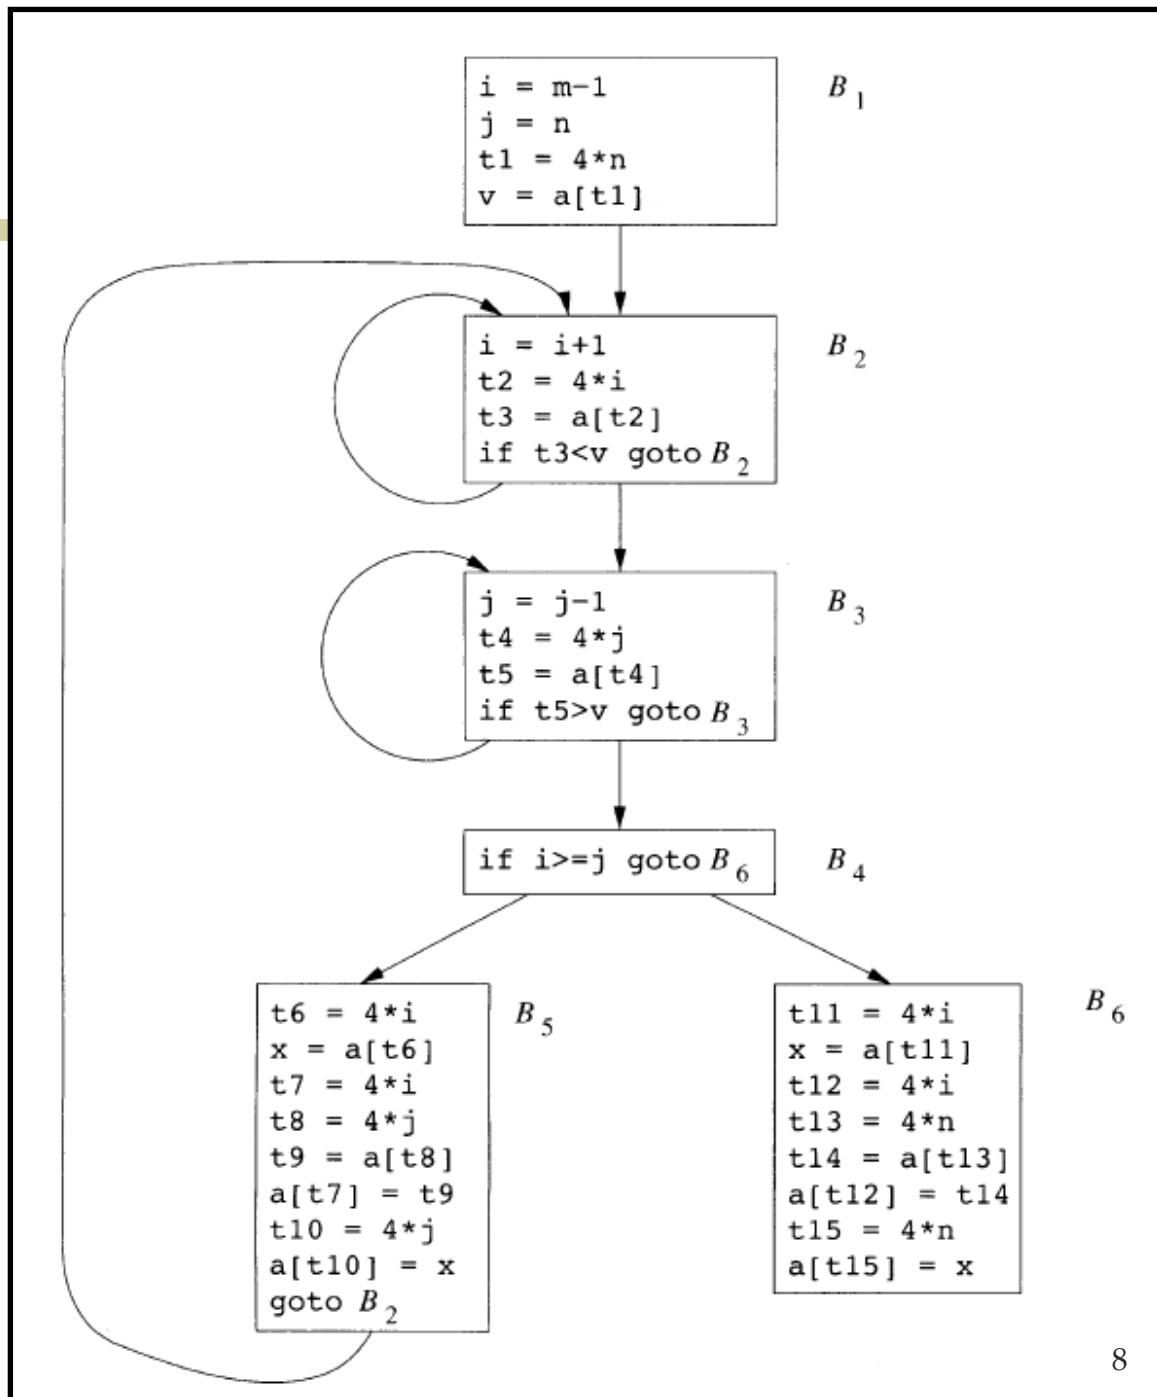 i = m-1
j = n
t1 = 4*n
v = a[t1]
B1
i = i+1
t2 = 4*i
t3 = a[t2]
if t3<v goto B2
B2
j = j-1
t4 = 4*j
t5 = a[t4]
if t5>v goto B3
B3
if i>=j goto B6
B4
t6 = 4*i
x = a[t6]
t7 = 4*i
t8 = 4*j
t9 = a[t8]
a[t7] = t9
t10 = 4*j
a[t10] = x
goto B2
B5
t11 = 4*i
x = a[t11]
t12 = 4*i
t13 = 4*n
t14 = a[t13]
a[t12] = t14
t15 = 4*n
a[t15] = x
B6
8